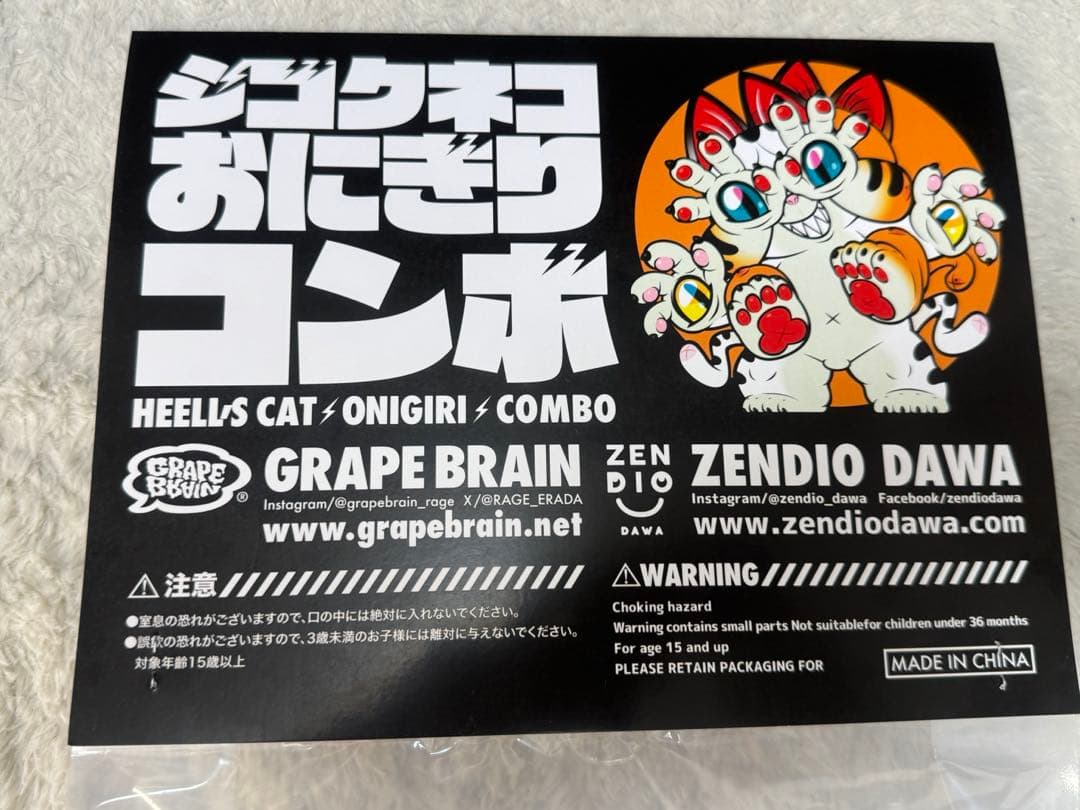 ジゴクネコ
おにぎり
コンボ
HEELL'S CAT⚡ONIGIRI⚡COMBO
GRAPE BRAIN®
GRAPE BRAIN
Instagram/@grapebrain_rage X/@RAGE_ERADA
www.grapebrain.net
ZEN
DIO
DAWA
ZENDIO DAWA
Instagram/@zendio_dawa Facebook/zendiodawa
www.zendiodawa.com
⚠注意
●窒息の恐れがございますので、口の中には絶対に入れないでください。
●誤飲の恐れがございますので、3歳未満のお子様には離対に与えないでください。
対象年齢15歳以上
⚠WARNING
Choking hazard
Warning contains small parts Not suitablefor children under 36 months
For age 15 and up
PLEASE RETAIN PACKAGING FOR
MADE IN CHINA